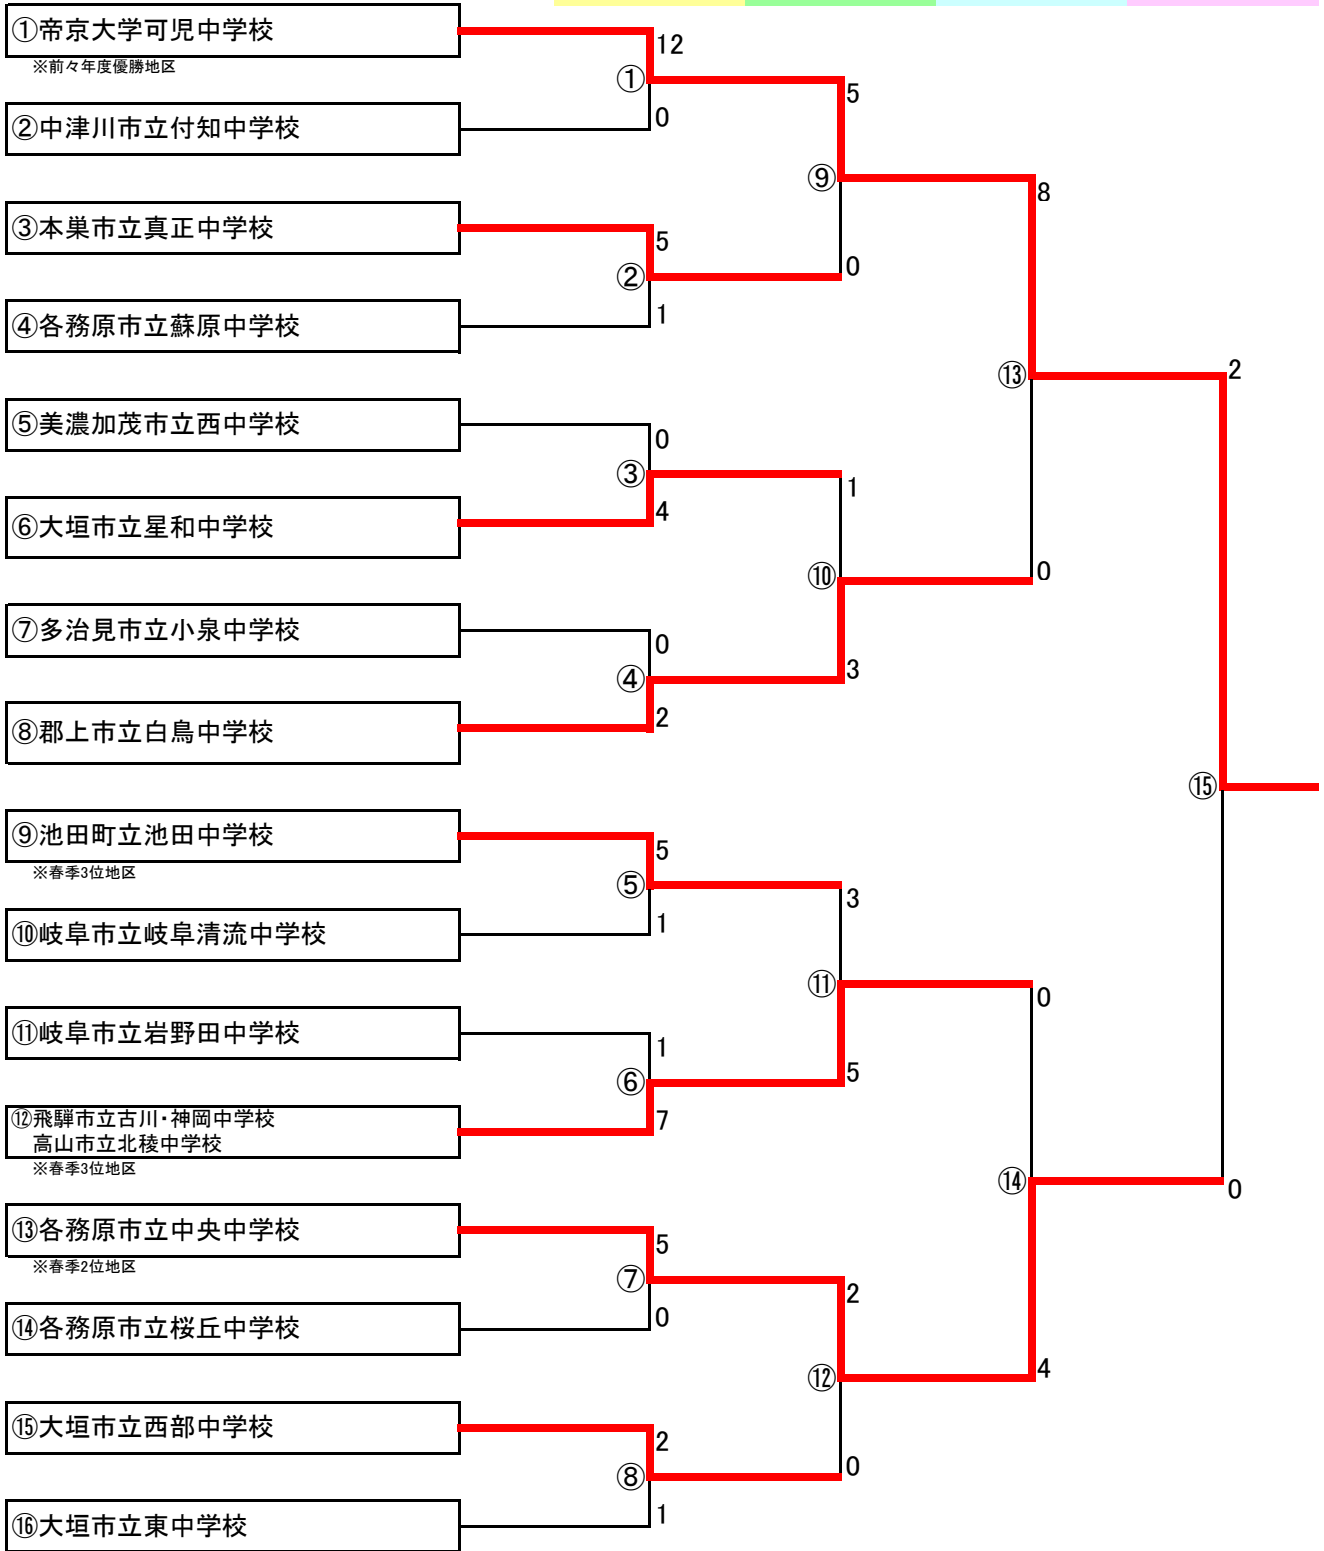 ①帝京大学可児中学校
※前々年度優勝地区
12
①
5
0
②中津川市立付知中学校
⑨
8
③本巣市立真正中学校
5
②
0
1
④各務原市立蘇原中学校
⑬
2
⑤美濃加茂市立西中学校
0
③
1
4
⑥大垣市立星和中学校
⑩
0
⑦多治見市立小泉中学校
0
④
3
2
⑧郡上市立白鳥中学校
⑮
⑨池田町立池田中学校
※春季3位地区
5
⑤
3
1
⑩岐阜市立岐阜清流中学校
⑪
0
⑪岐阜市立岩野田中学校
1
⑥
5
7
⑫飛騨市立古川・神岡中学校
高山市立北稜中学校
※春季3位地区
⑭
0
⑬各務原市立中央中学校
※春季2位地区
5
⑦
2
0
⑭各務原市立桜丘中学校
⑫
4
⑮大垣市立西部中学校
2
⑧
0
1
⑯大垣市立東中学校